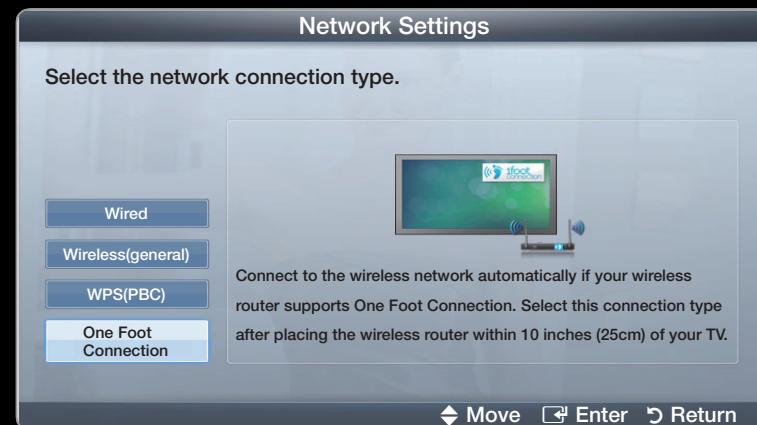 Network Settings
Select the network connection type.
1foot
connection
Wired
Wireless(general)
WPS(PBC)
One Foot
Connection
Connect to the wireless network automatically if your wireless
router supports One Foot Connection. Select this connection type
after placing the wireless router within 10 inches (25cm) of your TV.
Move Enter Return